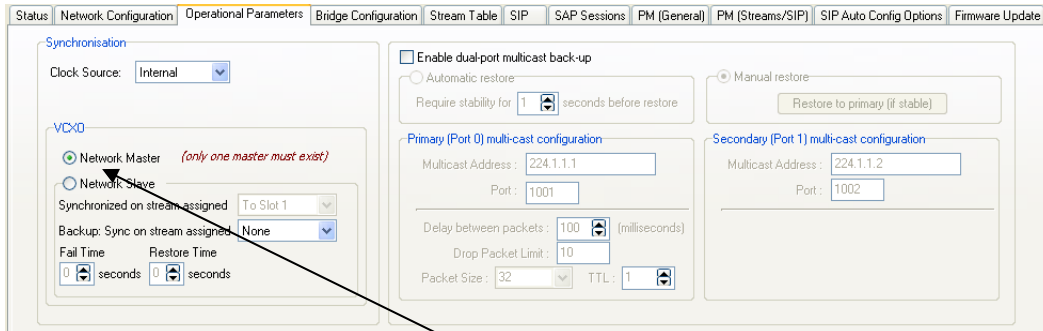 Status Network Configuration Operational Parameters Bridge Configuration Stream Table SIP SAP Sessions PM (General) PM (Streams/SIP) SIP Auto Config Options Firmware Update
Synchronisation
Clock Source: Internal
VCXO
Network Master (only one master must exist)
Network Slave
Synchronized on stream assigned To Slot 1
Backup: Sync on stream assigned None
Fail Time Restore Time
0 seconds 0 seconds
Enable dual-port multicast back-up
Automatic restore
Require stability for 1 seconds before restore
Manual restore
Restore to primary (if stable)
Primary (Port 0) multi-cast configuration
Multicast Address : 224.1.1.1
Port : 1001
Delay between packets : 100 (milliseconds)
Drop Packet Limit : 10
Packet Size : 32 TTL : 1
Secondary (Port 1) multi-cast configuration
Multicast Address : 224.1.1.2
Port : 1002